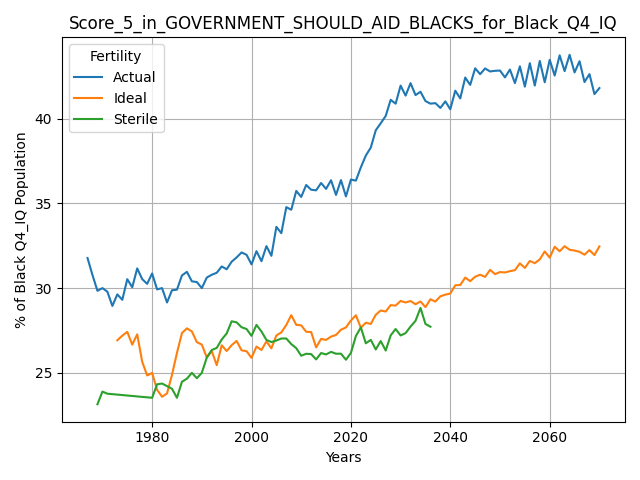 Score_5_in_GOVERNMENT_SHOULD_AID_BLACKS_for_Black_Q4_IQ
Fertility
Actual
Ideal
Sterile
% of Black Q4_IQ Population
40
35
30
25
1980
2000
2020
2040
2060
Years